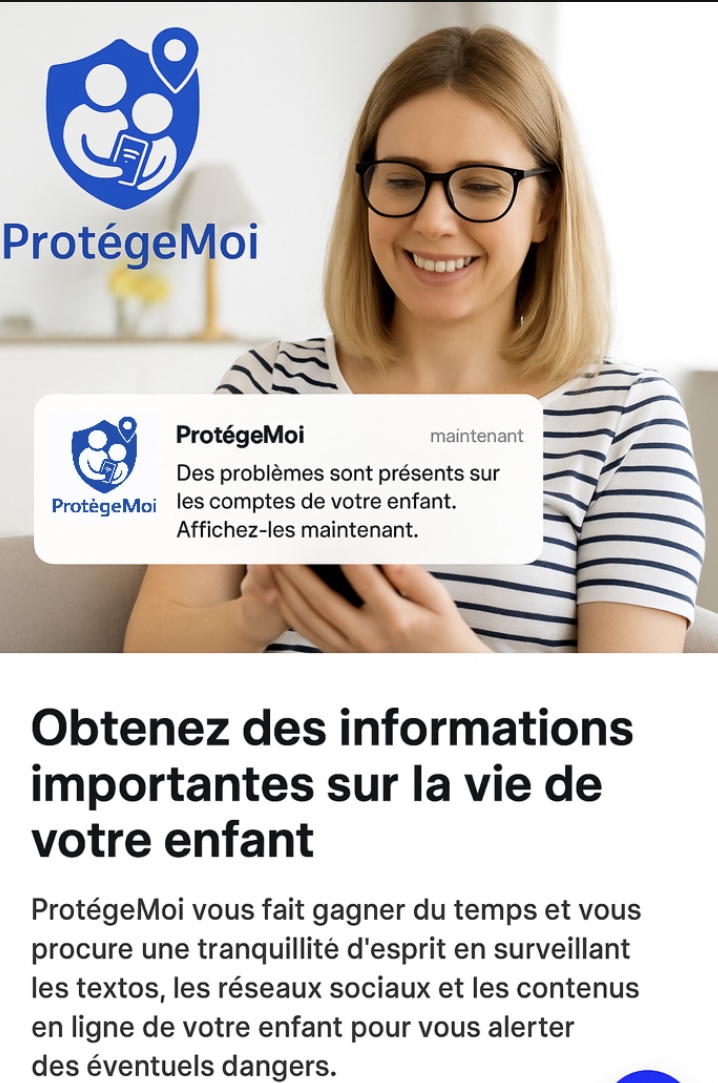 ProtégeMoi
ProtégeMoi
maintenant
Des problèmes sont présents sur
les comptes de votre enfant.
Affichez-les maintenant.
ProtègeMoi
Obtenez des informations
importantes sur la vie de
votre enfant
ProtégeMoi vous fait gagner du temps et vous
procure une tranquillité d'esprit en surveillant
les textos, les réseaux sociaux et les contenus
en ligne de votre enfant pour vous alerter
des éventuels dangers.